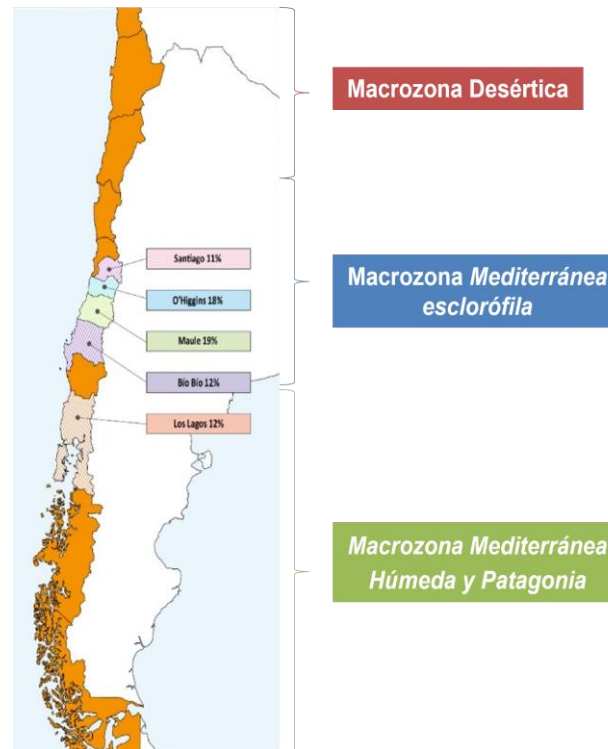 Macrozona Desértica
Santiago 11%
O'Higgins 18%
Maule 19%
Bío Bío 12%
Los Lagos 12%
Macrozona Mediterránea
esclorófila
Macrozona Mediterránea
Húmeda y Patagonia